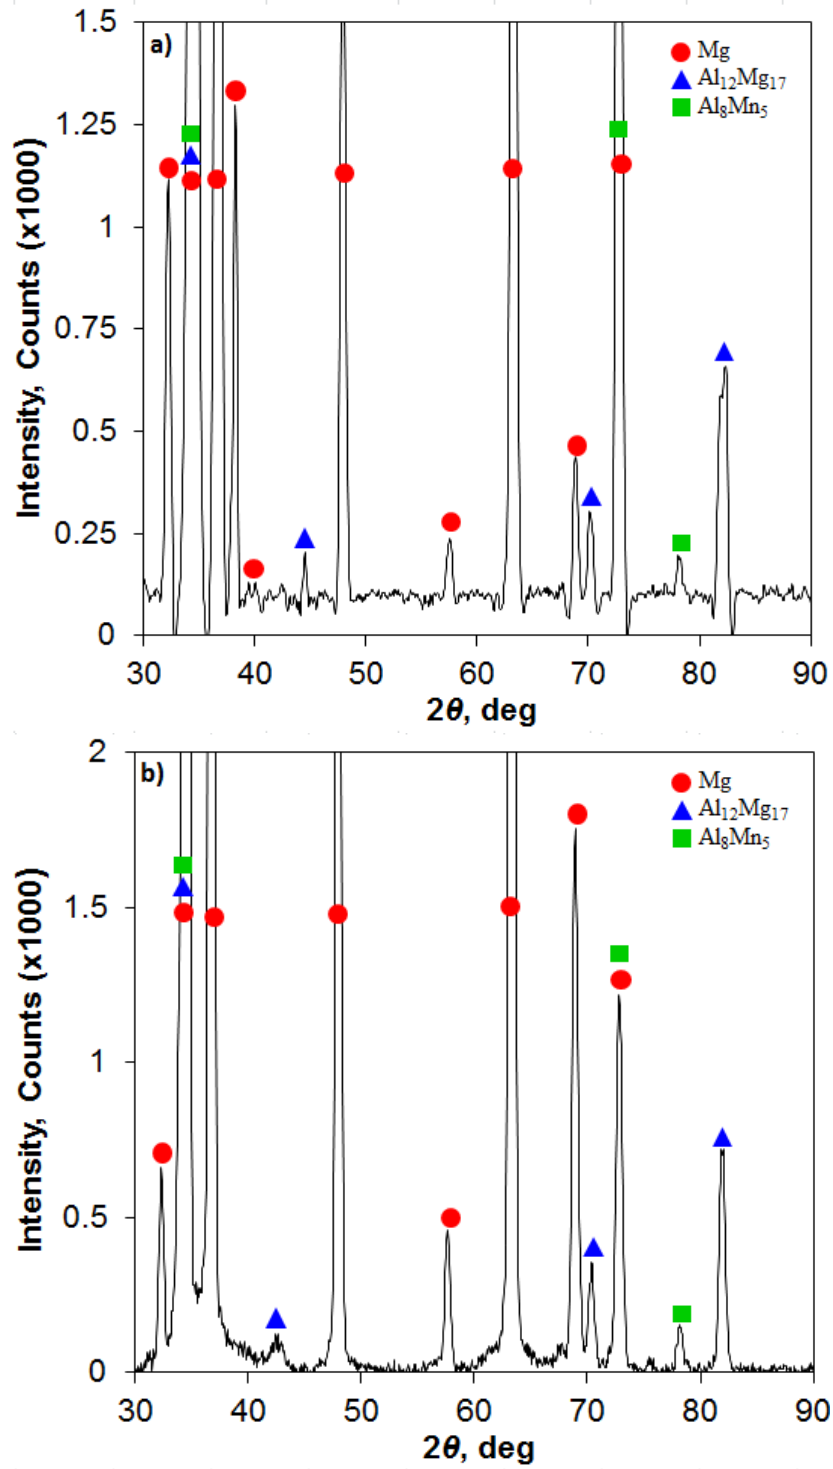 a)
Mg
Al₁₂Mg₁₇
Al₈Mn₅
Intensity, Counts (x1000)
1.5
1.25
1
0.75
0.5
0.25
0
30 40 50 60 70 80 90
2θ, deg
b)
Mg
Al₁₂Mg₁₇
Al₈Mn₅
Intensity, Counts (x1000)
2
1.5
1
0.5
0
30 40 50 60 70 80 90
2θ, deg